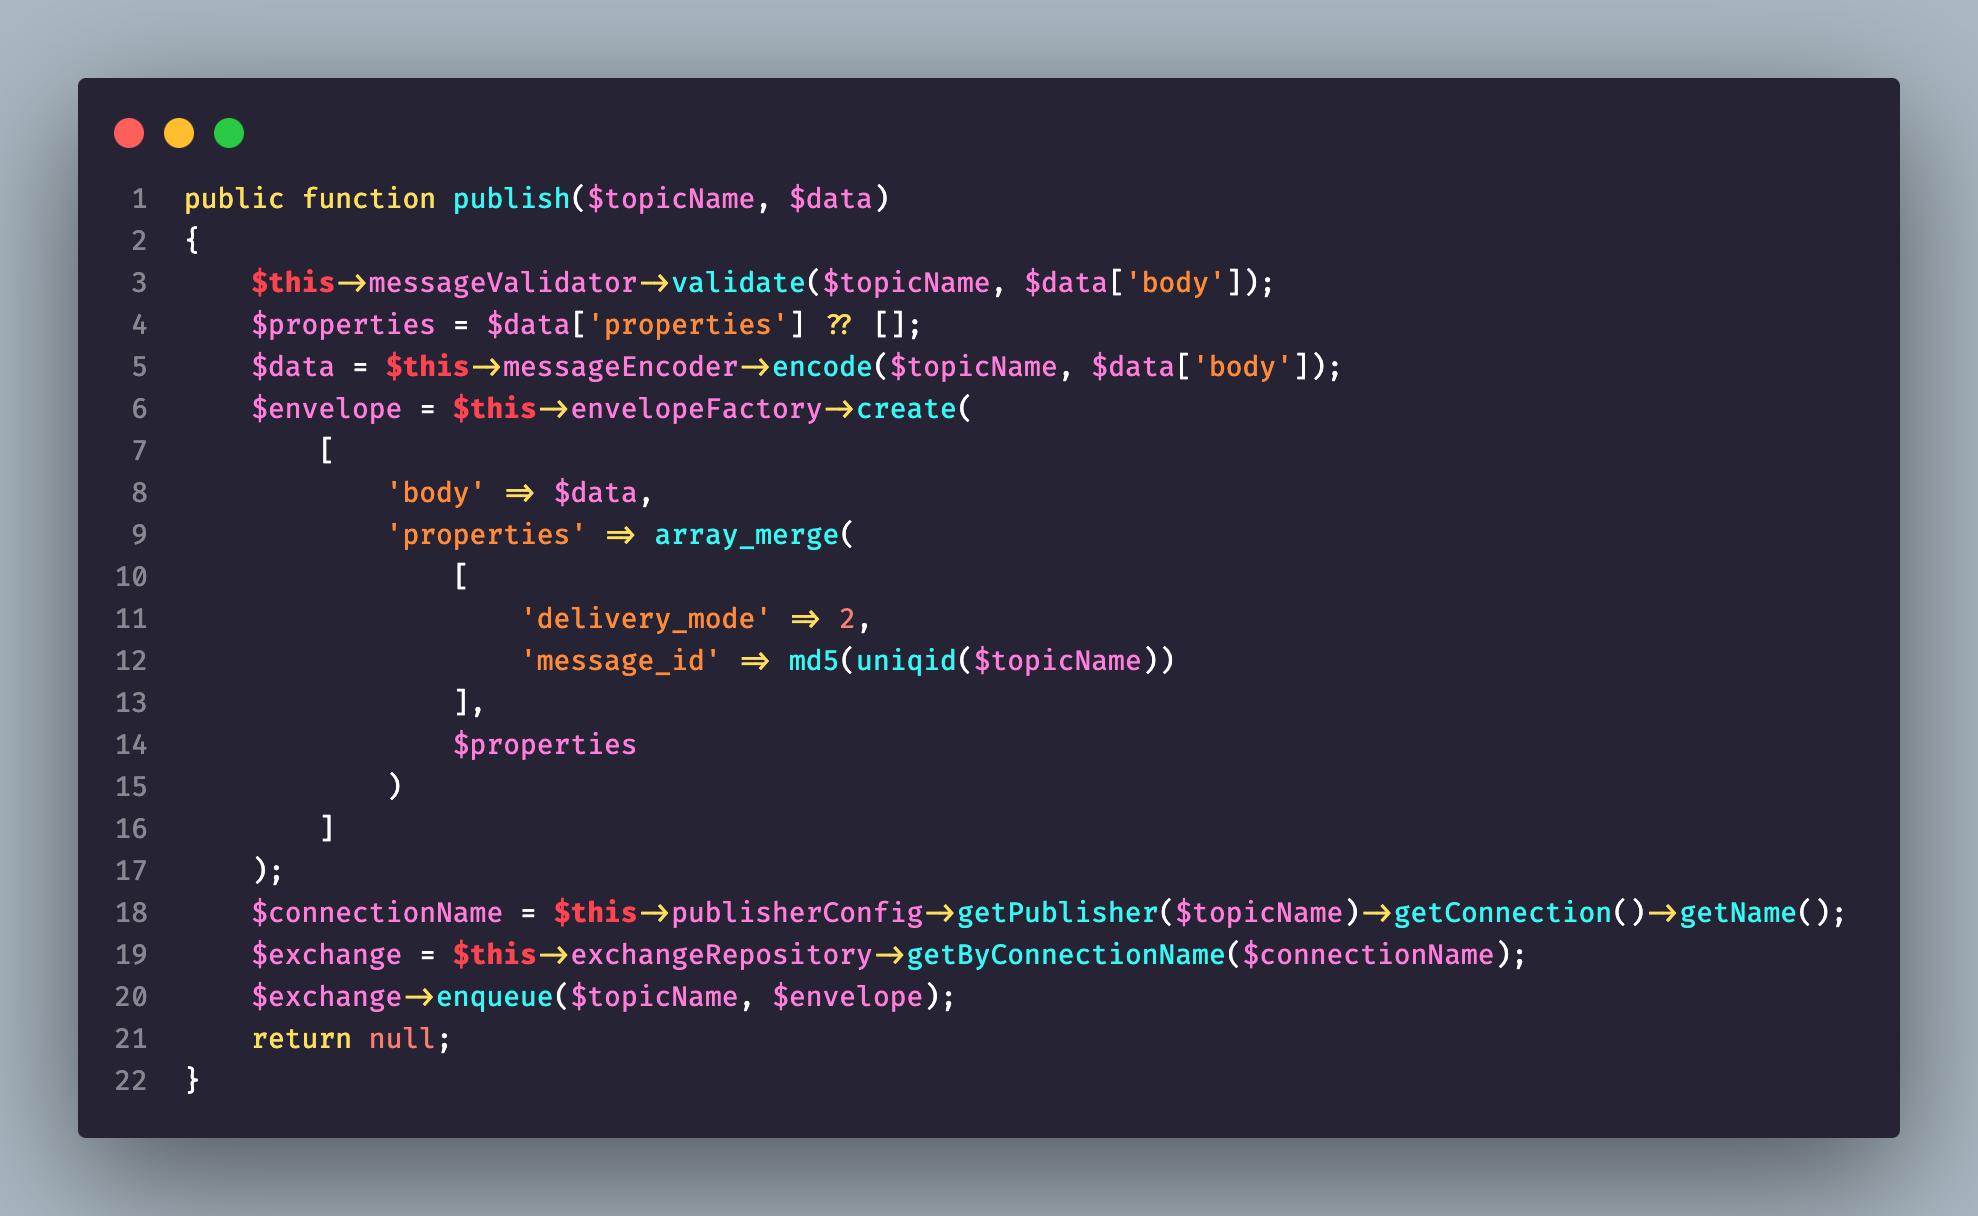 1 public function publish($topicName, $data)
2 {
3     $this->messageValidator->validate($topicName, $data['body']);
4     $properties = $data['properties'] ?? [];
5     $data = $this->messageEncoder->encode($topicName, $data['body']);
6     $envelope = $this->envelopeFactory->create(
7         [
8             'body' => $data,
9             'properties' => array_merge(
10                 [
11                     'delivery_mode' => 2,
12                     'message_id' => md5(uniqid($topicName))
13                 ],
14                 $properties
15             )
16         ]
17     );
18     $connectionName = $this->publisherConfig->getPublisher($topicName)->getConnection()->getName();
19     $exchange = $this->exchangeRepository->getByConnectionName($connectionName);
20     $exchange->enqueue($topicName, $envelope);
21     return null;
22 }